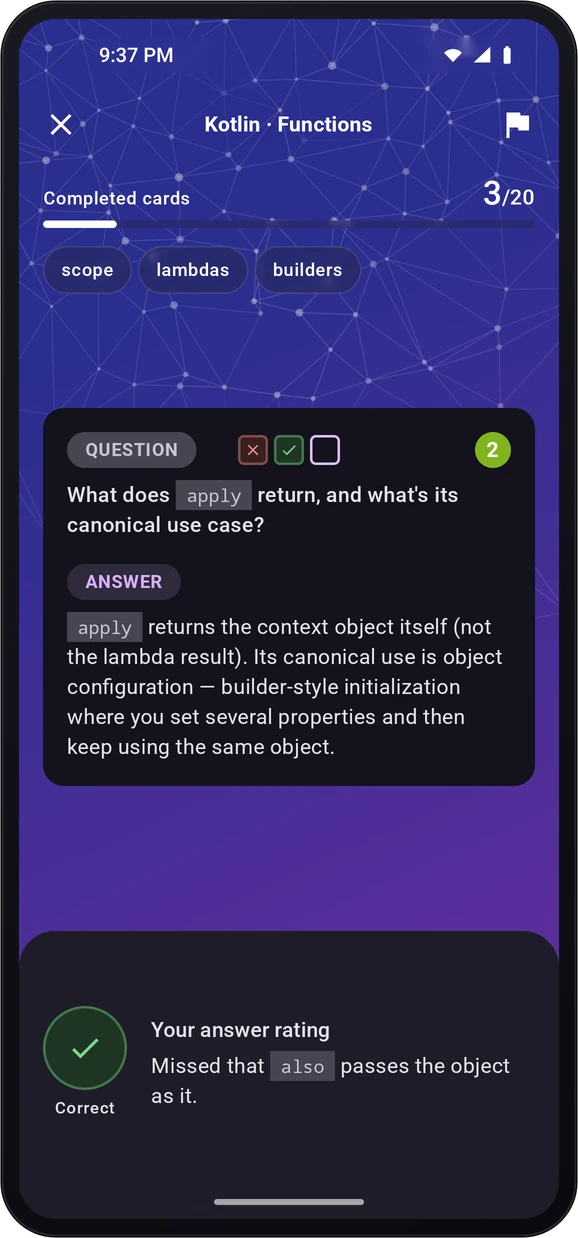 9:37 PM
Kotlin · Functions
Completed cards
3/20
scope lambdas builders
QUESTION
2
What does apply return, and what's its
canonical use case?
ANSWER
apply returns the context object itself (not
the lambda result). Its canonical use is object
configuration — builder-style initialization
where you set several properties and then
keep using the same object.
Your answer rating
Missed that also passes the object
as it.
Correct